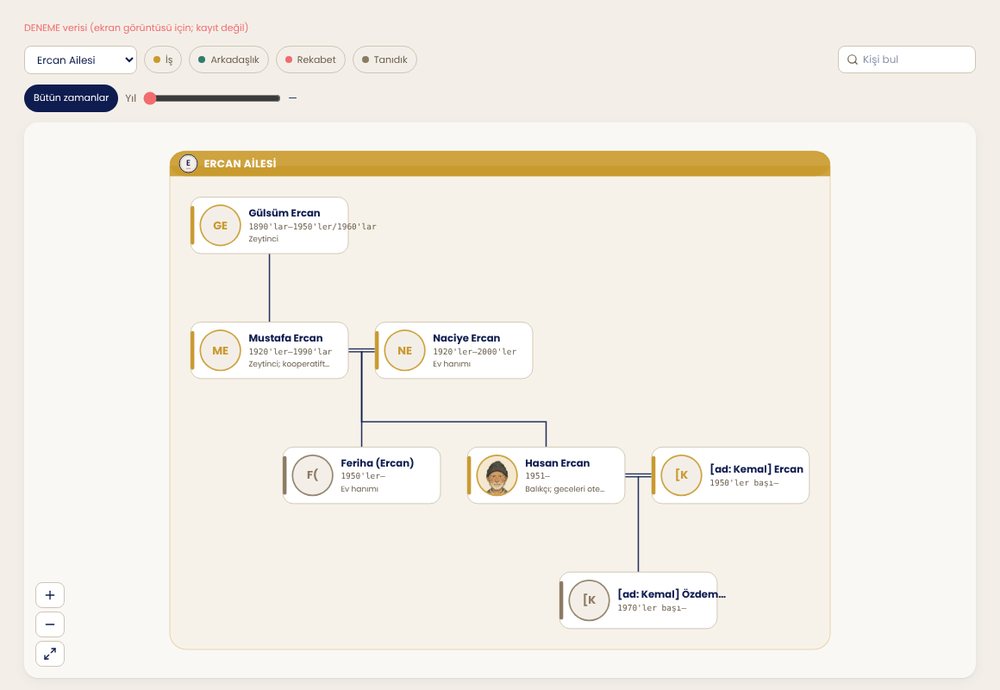 DENEME verisi (ekran görüntüsü için; kayıt değil)
Ercan Ailesi
İş
Arkadaşlık
Rekabet
Tanıdık
Kişi bul
Bütün zamanlar
Yıl
—
E
ERCAN AİLESİ
GE
Gülsüm Ercan
1890'lar–1950'ler/1960'lar
Zeytinci
ME
Mustafa Ercan
1920'ler–1990'lar
Zeytinci; kooperatift…
NE
Naciye Ercan
1920'ler–2000'ler
Ev hanımı
F(
Feriha (Ercan)
1950'ler–
Ev hanımı
Hasan Ercan
1951–
Balıkçı; geceleri ote…
[K
[ad: Kemal] Ercan
1950'ler başı–
[K
[ad: Kemal] Özdem…
1970'ler başı–
+
−